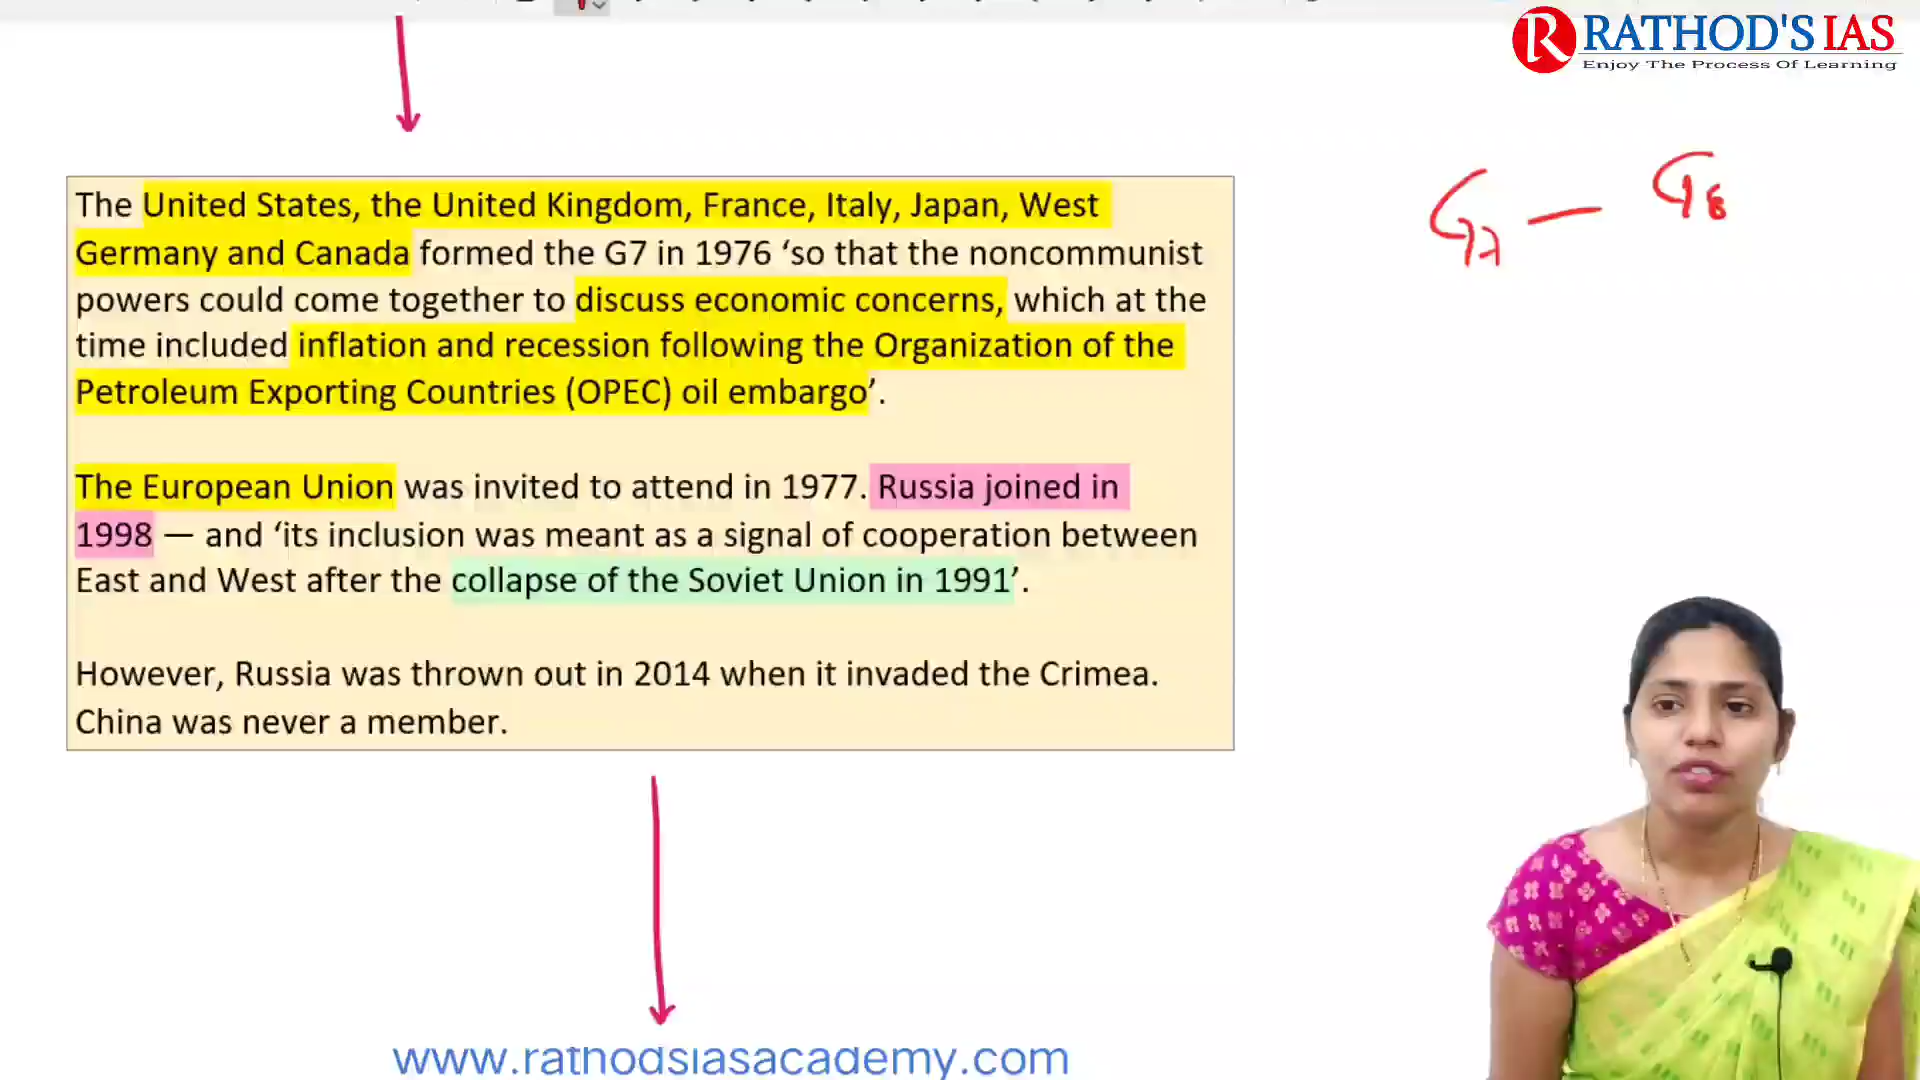 RATHOD'S IAS
Enjoy The Process Of Learning
G7 — G8
The United States, the United Kingdom, France, Italy, Japan, West
Germany and Canada formed the G7 in 1976 ‘so that the noncommunist
powers could come together to discuss economic concerns, which at the
time included inflation and recession following the Organization of the
Petroleum Exporting Countries (OPEC) oil embargo’.
The European Union was invited to attend in 1977. Russia joined in
1998 — and ‘its inclusion was meant as a signal of cooperation between
East and West after the collapse of the Soviet Union in 1991’.
However, Russia was thrown out in 2014 when it invaded the Crimea.
China was never a member.
www.rathodsiasacademy.com